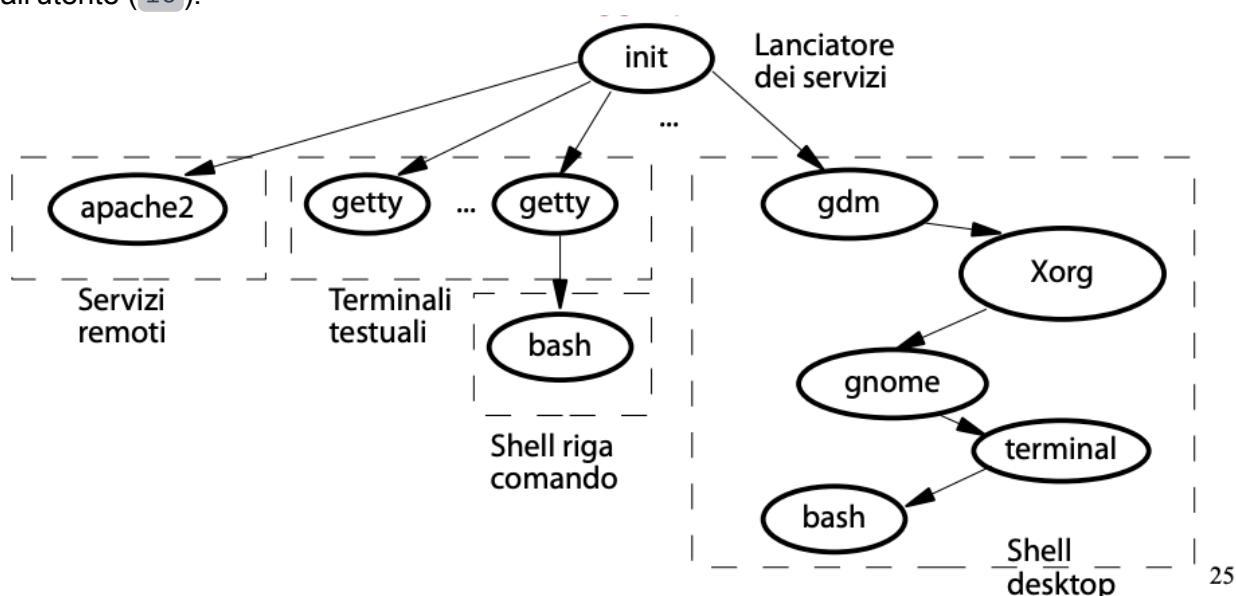 init
Lanciatore
dei servizi
...
apache2
getty
...
getty
gdm
Xorg
Servizi
remoti
Terminali
testuali
bash
gnome
Shell riga
comando
terminal
bash
Shell
desktop
25